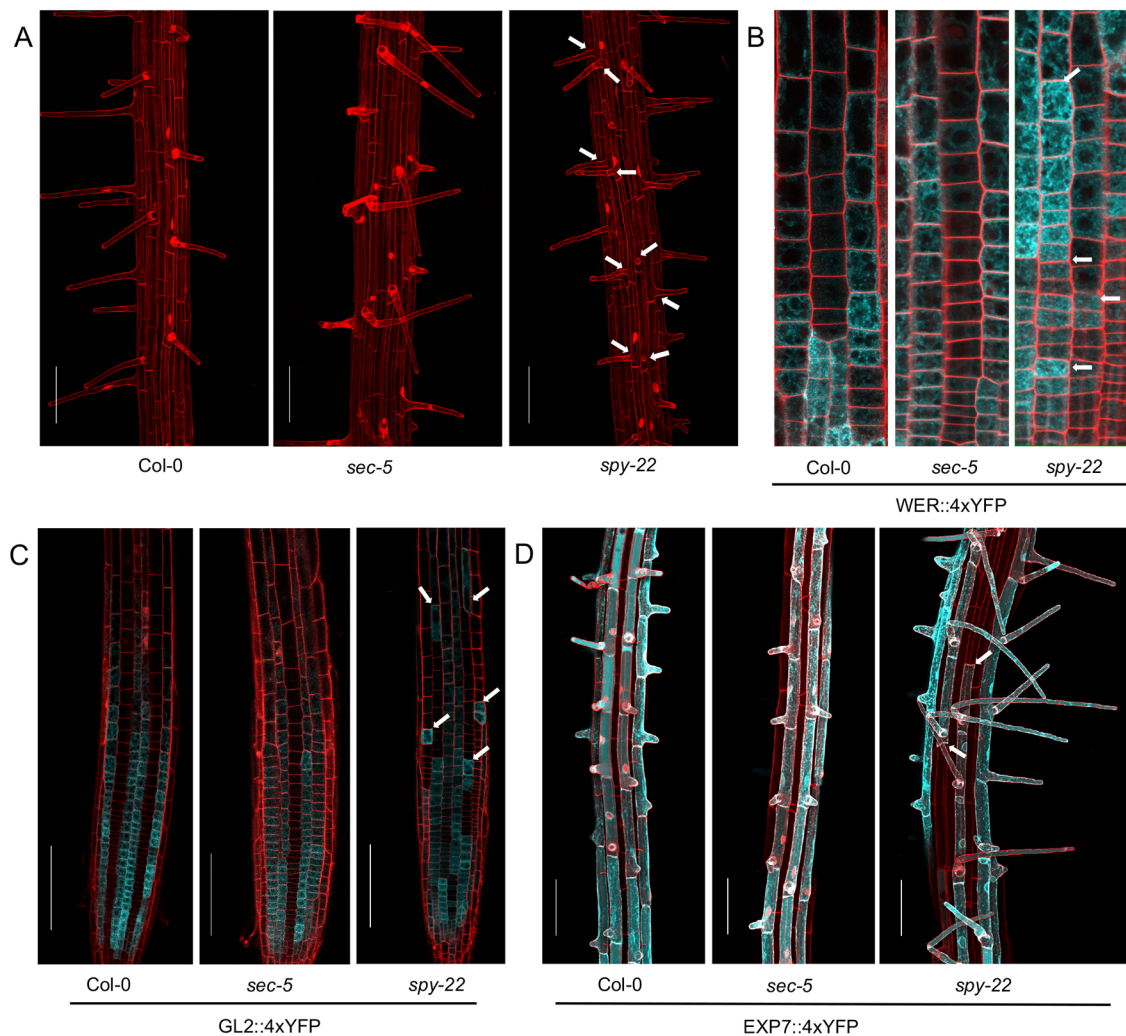 A
B
Col-0
sec-5
spy-22
Col-0
sec-5
spy-22
WER::4xYFP
C
D
Col-0
sec-5
spy-22
Col-0
sec-5
spy-22
GL2::4xYFP
EXP7::4xYFP